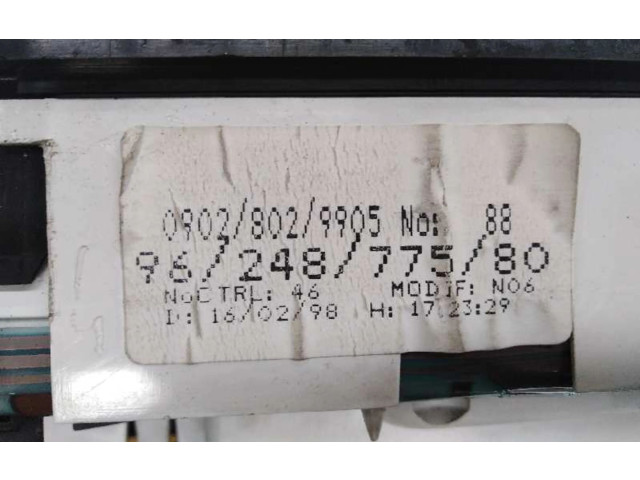 0902/802/9905 No: 88
96/248/775/80
NoCTRL: 46 MODIF: N06
D: 16/02/98 H: 17:23:29